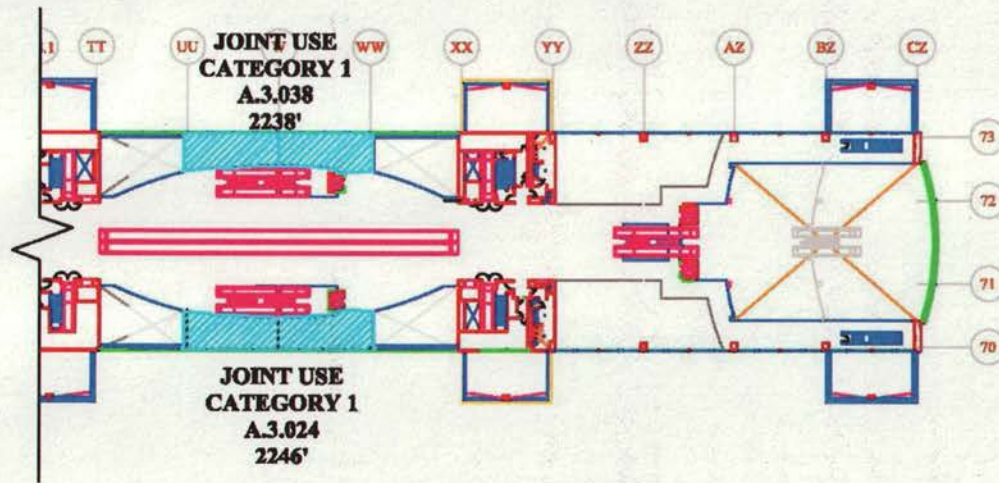 TT
UU
WW
XX
YY
ZZ
AZ
BZ
CZ
JOINT USE
CATEGORY 1
A.3.038
2238'
73
72
71
70
JOINT USE
CATEGORY 1
A.3.024
2246'